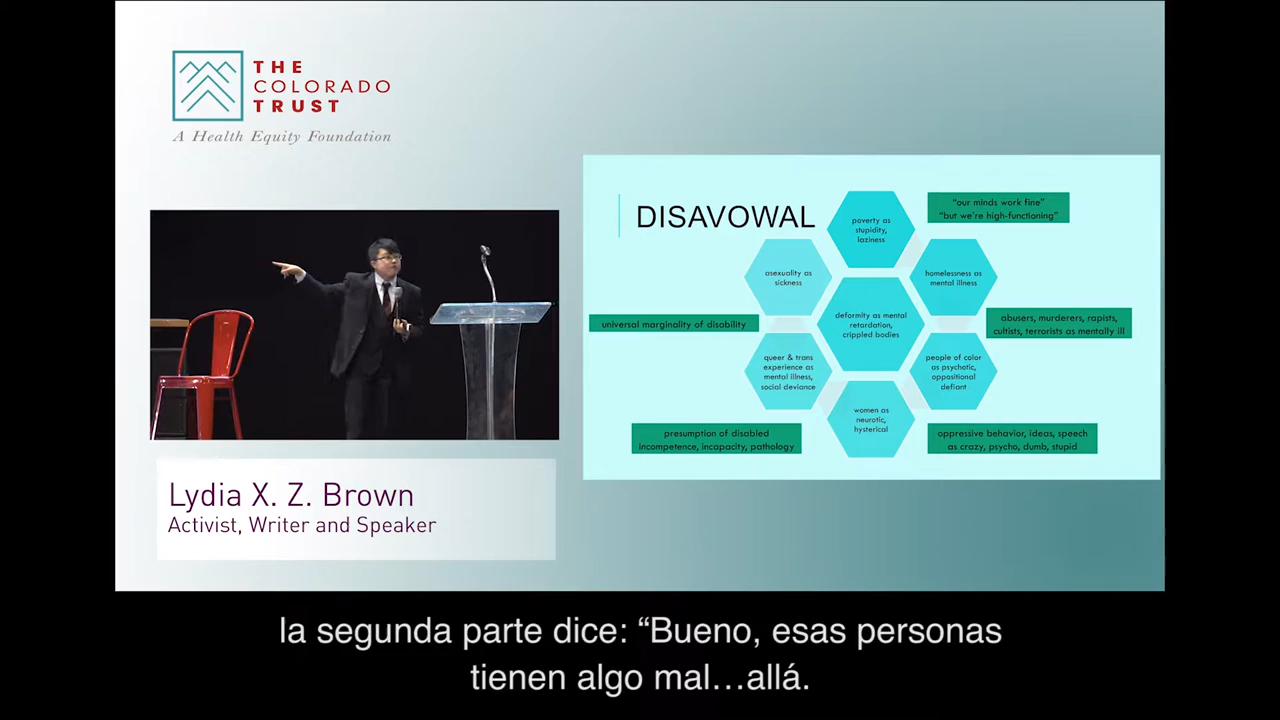 THE
COLORADO
TRUST
A Health Equity Foundation
DISAVOWAL
poverty as
stupidity,
laziness
"our minds work fine"
"but we're high-functioning"
asexuality as
sickness
homelessness as
mental illness
deformity as mental
retardation,
crippled bodies
universal marginality of disability
abusers, murderers, rapists,
cultists, terrorists as mentally ill
queer & trans
experience as
mental illness,
social deviance
people of color
as psychotic,
oppositional
defiant
women as
neurotic,
hysterical
presumption of disabled
incompetence, incapacity, pathology
oppressive behavior, ideas, speech
as crazy, psycho, dumb, stupid
Lydia X. Z. Brown
Activist, Writer and Speaker
la segunda parte dice: “Bueno, esas personas
tienen algo mal…allá.